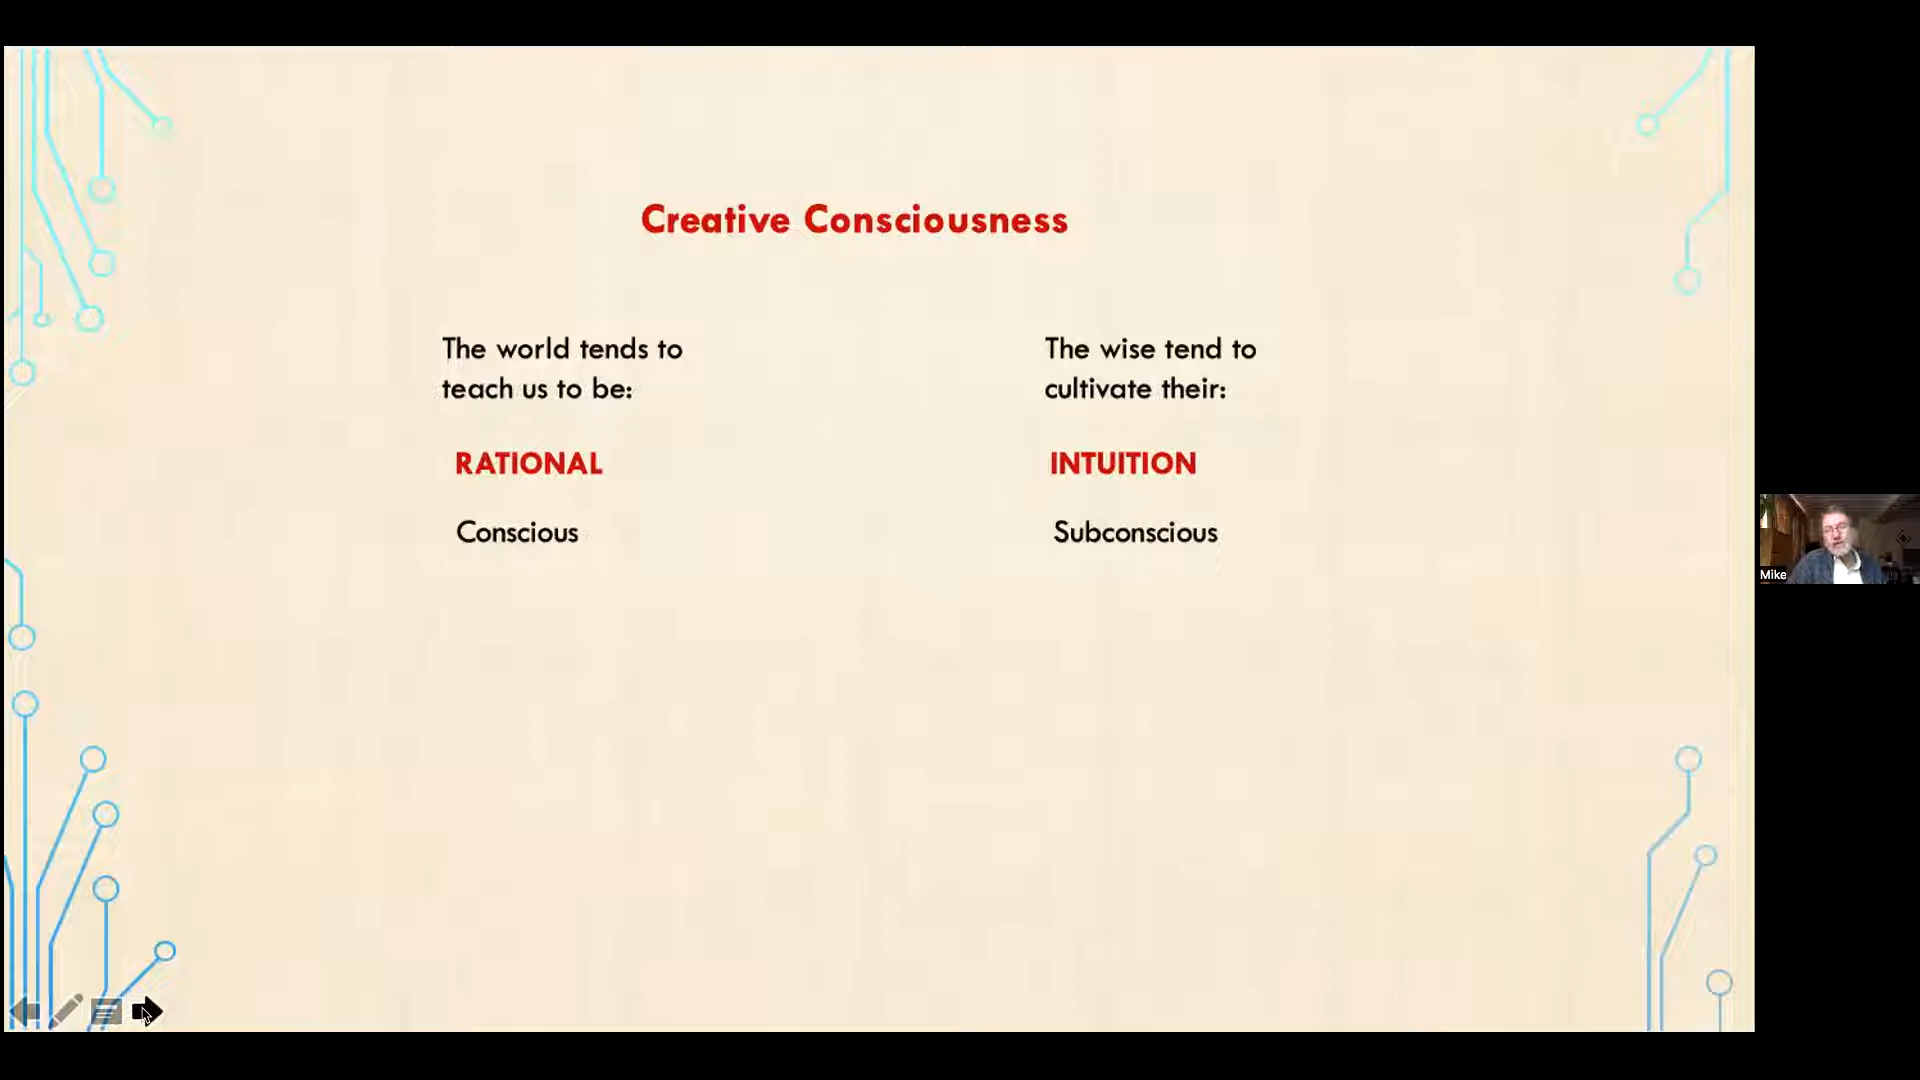 Creative Consciousness
The world tends to
teach us to be:
RATIONAL
Conscious
The wise tend to
cultivate their:
INTUITION
Subconscious
Mike